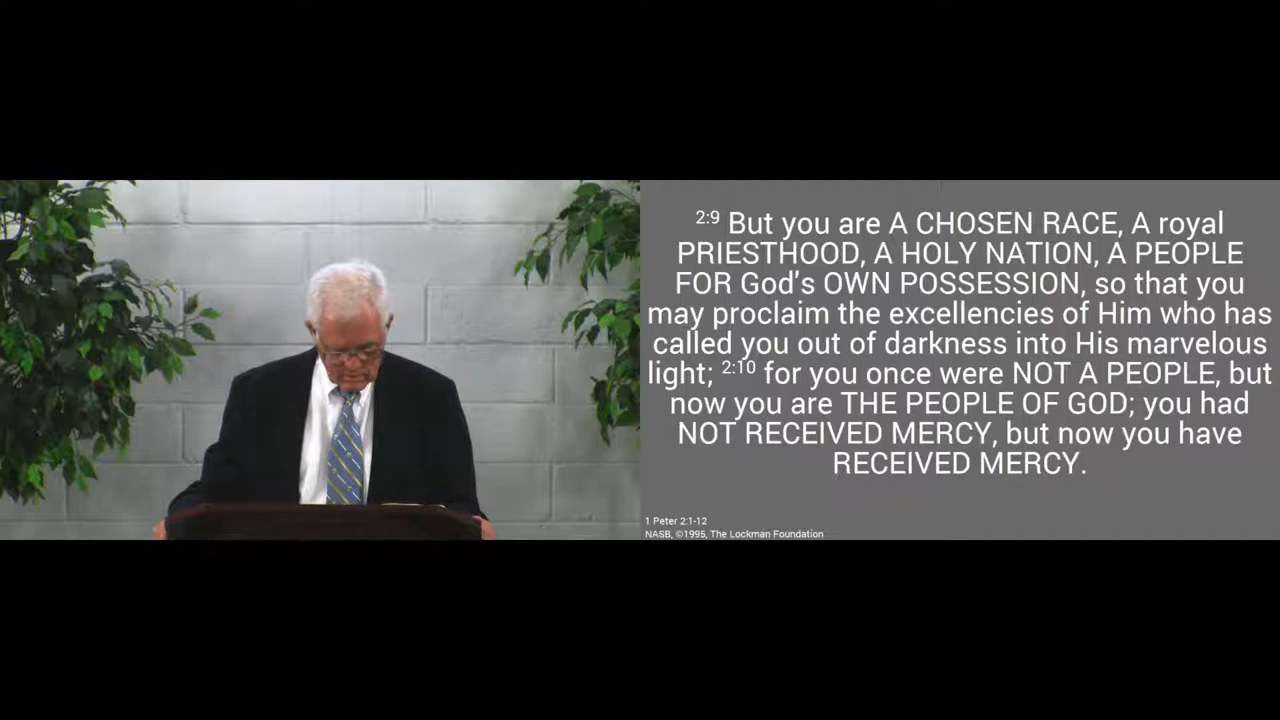 2:9 But you are A CHOSEN RACE, A royal
PRIESTHOOD, A HOLY NATION, A PEOPLE
FOR God's OWN POSSESSION, so that you
may proclaim the excellencies of Him who has
called you out of darkness into His marvelous
light; 2:10 for you once were NOT A PEOPLE, but
now you are THE PEOPLE OF GOD; you had
NOT RECEIVED MERCY, but now you have
RECEIVED MERCY.
1 Peter 2:1-12
NASB, ©1995, The Lockman Foundation